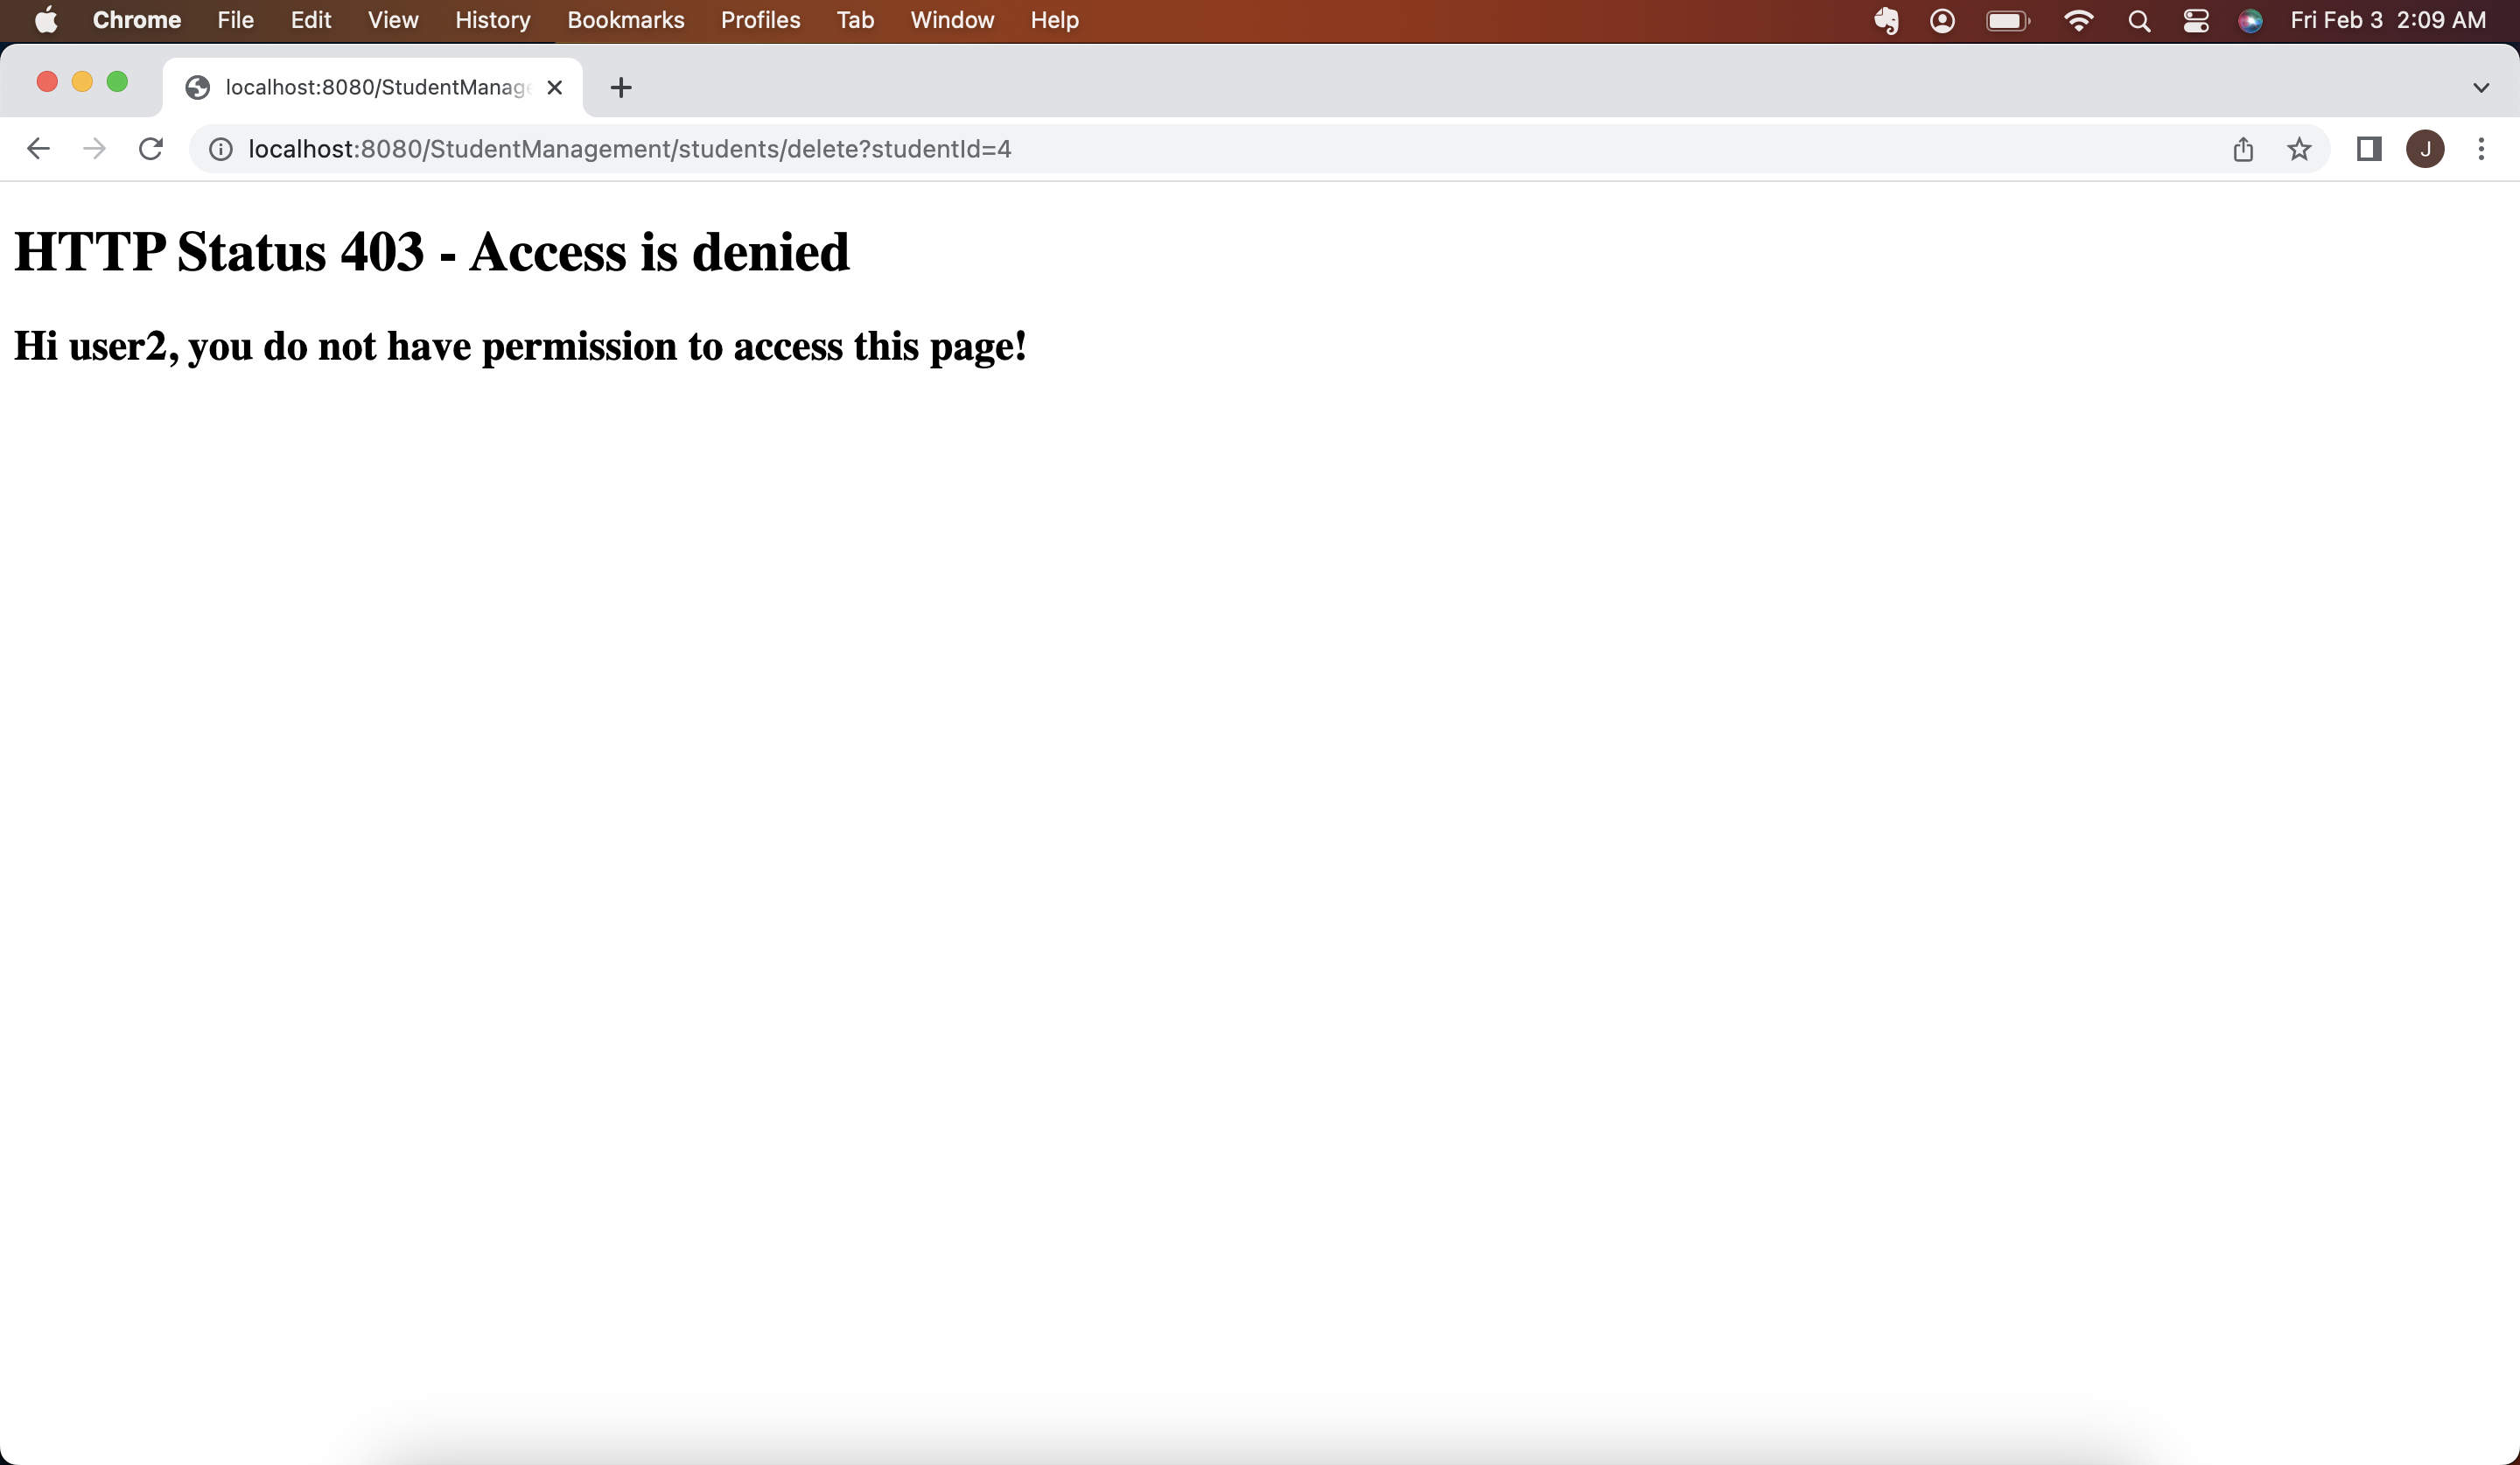 Chrome File Edit View History Bookmarks Profiles Tab Window Help Fri Feb 3 2:09 AM
localhost:8080/StudentManage
localhost:8080/StudentManagement/students/delete?studentId=4 J
HTTP Status 403 - Access is denied
Hi user2, you do not have permission to access this page!